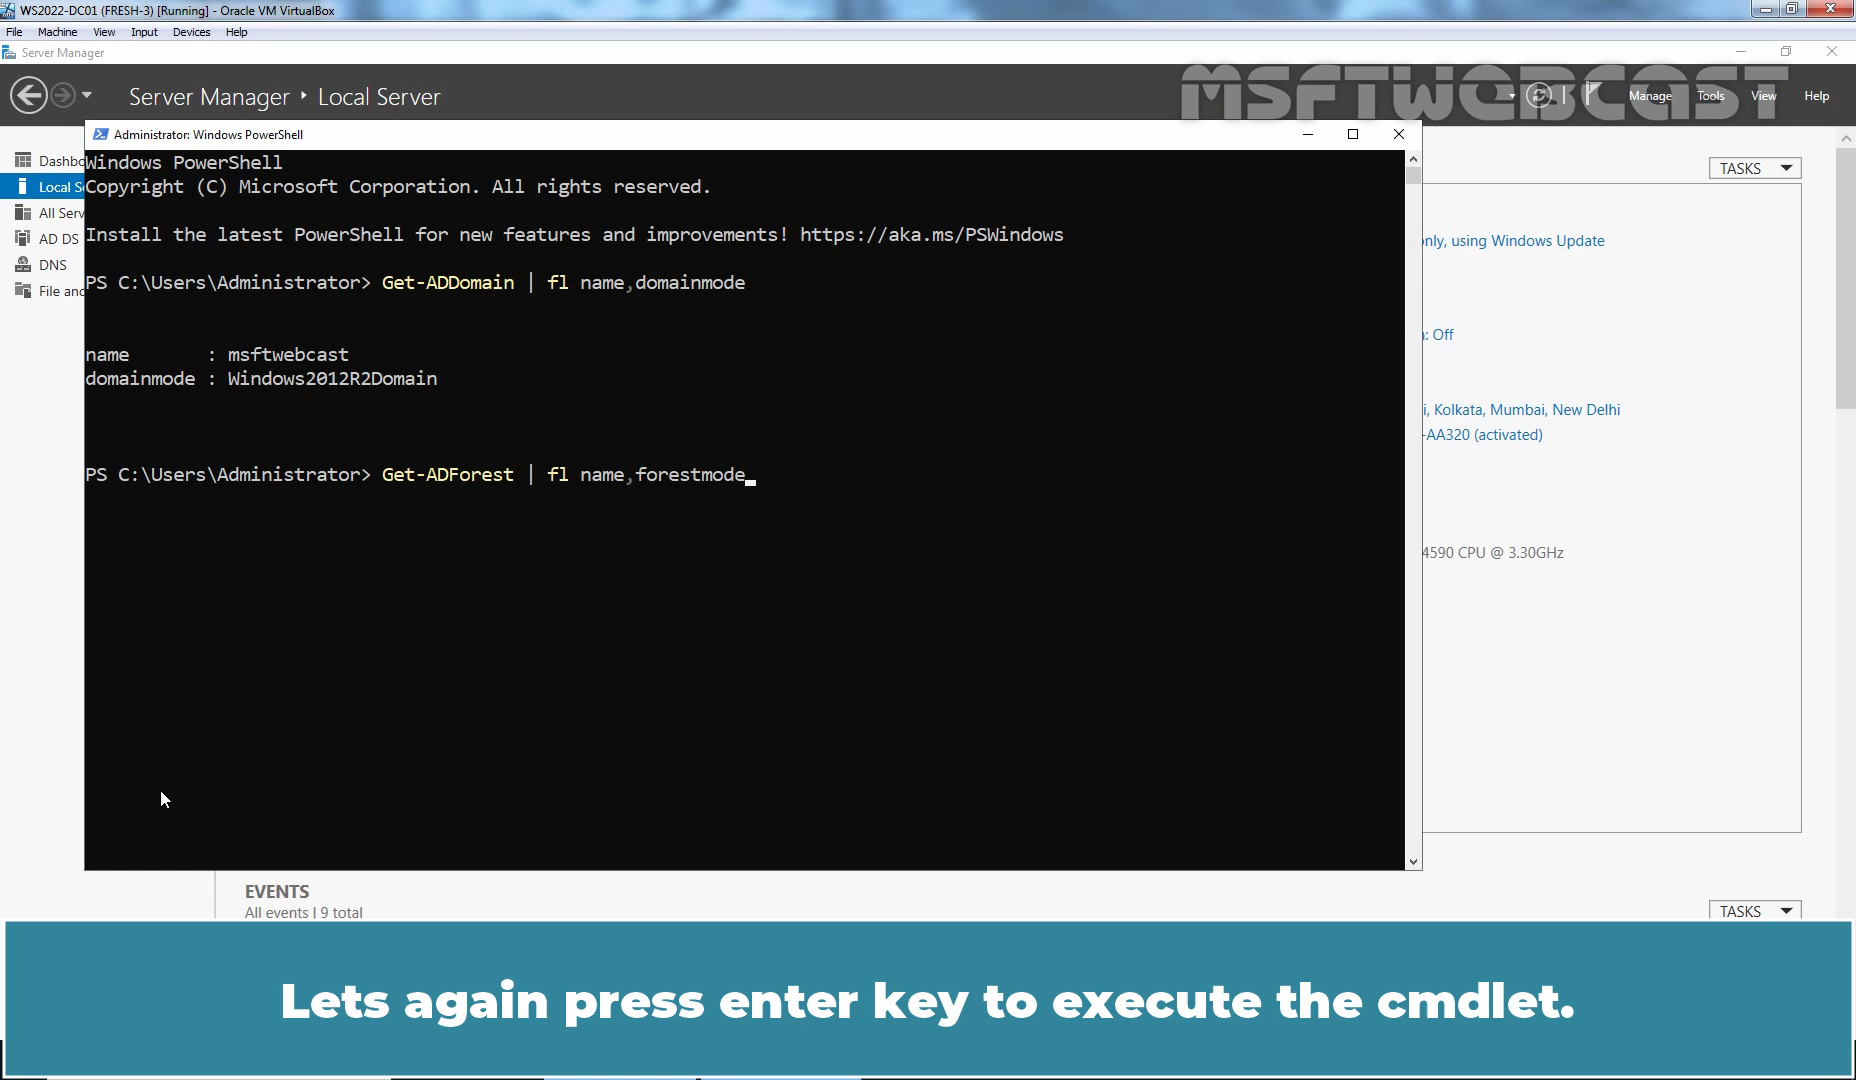 WS2022-DC01 (FRESH-3) [Running] - Oracle VM VirtualBox
File Machine View Input Devices Help
Server Manager
Server Manager ‣ Local Server
MSFTWEBCAST
Manage Tools View Help
Administrator: Windows PowerShell
Dashbo
Local Se
All Serv
AD DS
DNS
File and
Windows PowerShell
Copyright (C) Microsoft Corporation. All rights reserved.
Install the latest PowerShell for new features and improvements! https://aka.ms/PSWindows
PS C:\Users\Administrator> Get-ADDomain | fl name,domainmode
name       : msftwebcast
domainmode : Windows2012R2Domain
PS C:\Users\Administrator> Get-ADForest | fl name,forestmode
TASKS
only, using Windows Update
n: Off
i, Kolkata, Mumbai, New Delhi
-AA320 (activated)
4590 CPU @ 3.30GHz
EVENTS
All events | 9 total
TASKS
Lets again press enter key to execute the cmdlet.